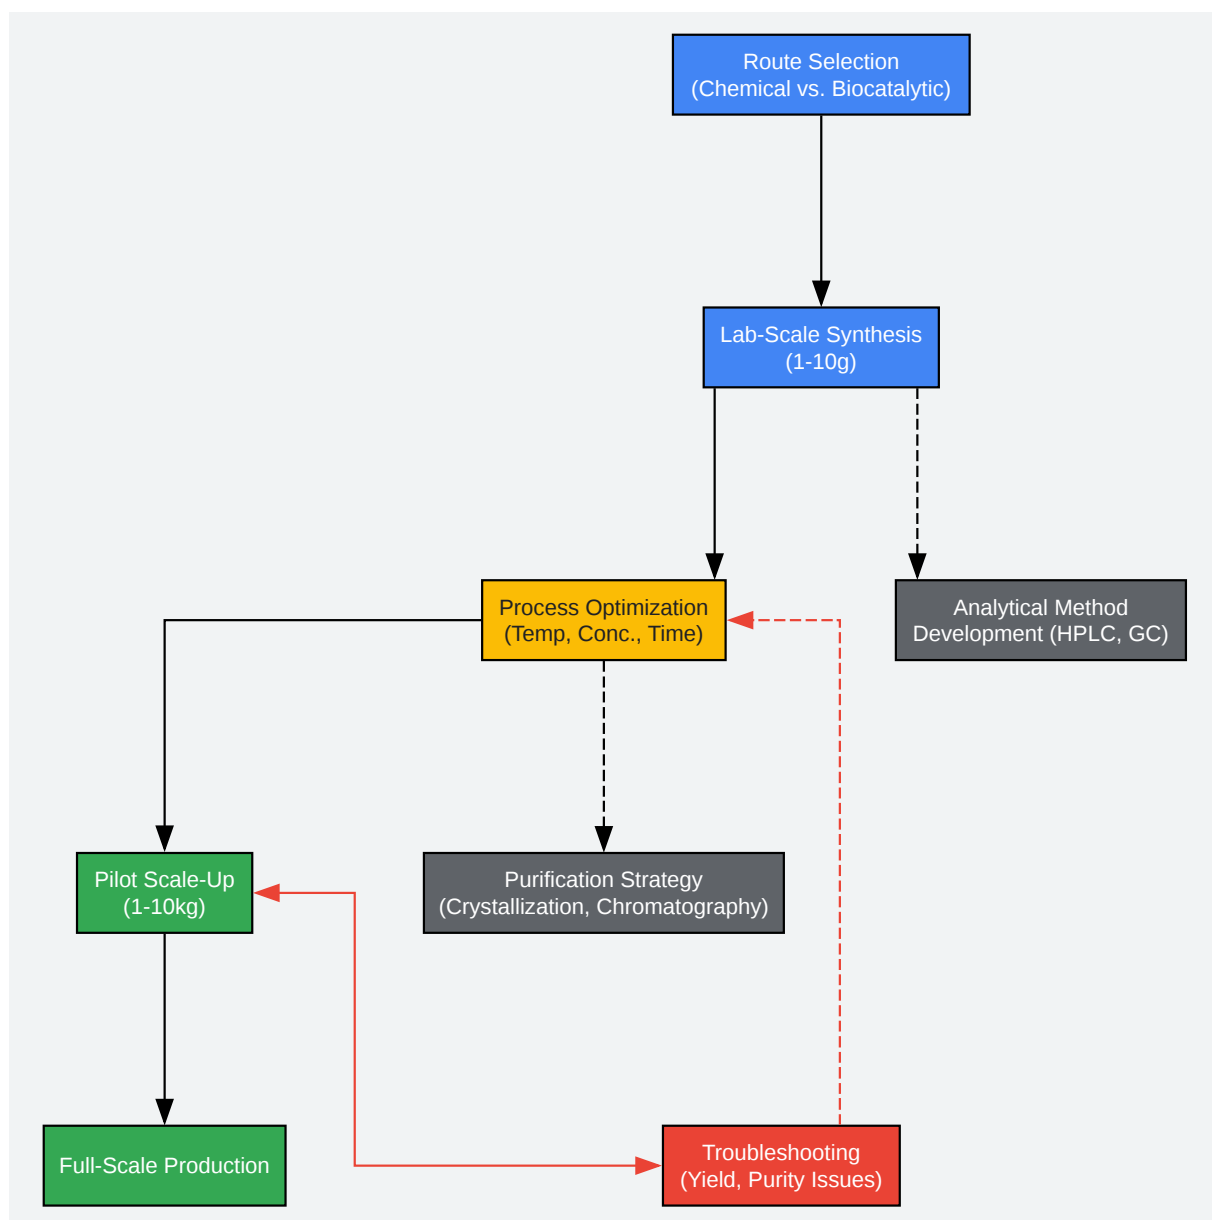 Route Selection
(Chemical vs. Biocatalytic)
Lab-Scale Synthesis
(1-10g)
Process Optimization
(Temp, Conc., Time)
Analytical Method
Development (HPLC, GC)
Pilot Scale-Up
(1-10kg)
Purification Strategy
(Crystallization, Chromatography)
Full-Scale Production
Troubleshooting
(Yield, Purity Issues)